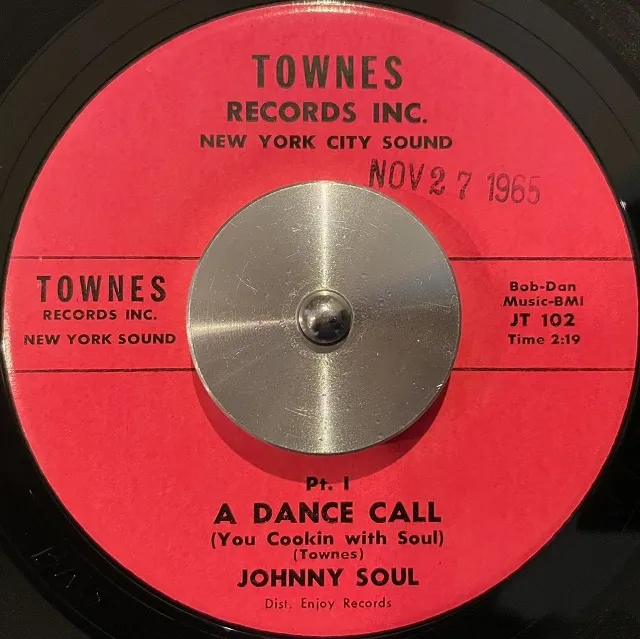 TOWNES
RECORDS INC.
NEW YORK CITY SOUND
NOV 27 1965
TOWNES
RECORDS INC.
NEW YORK SOUND
Bob-Dan
Music-BMI
JT 102
Time 2:19
Pt. I
A DANCE CALL
(You Cookin with Soul)
(Townes)
JOHNNY SOUL
Dist. Enjoy Records